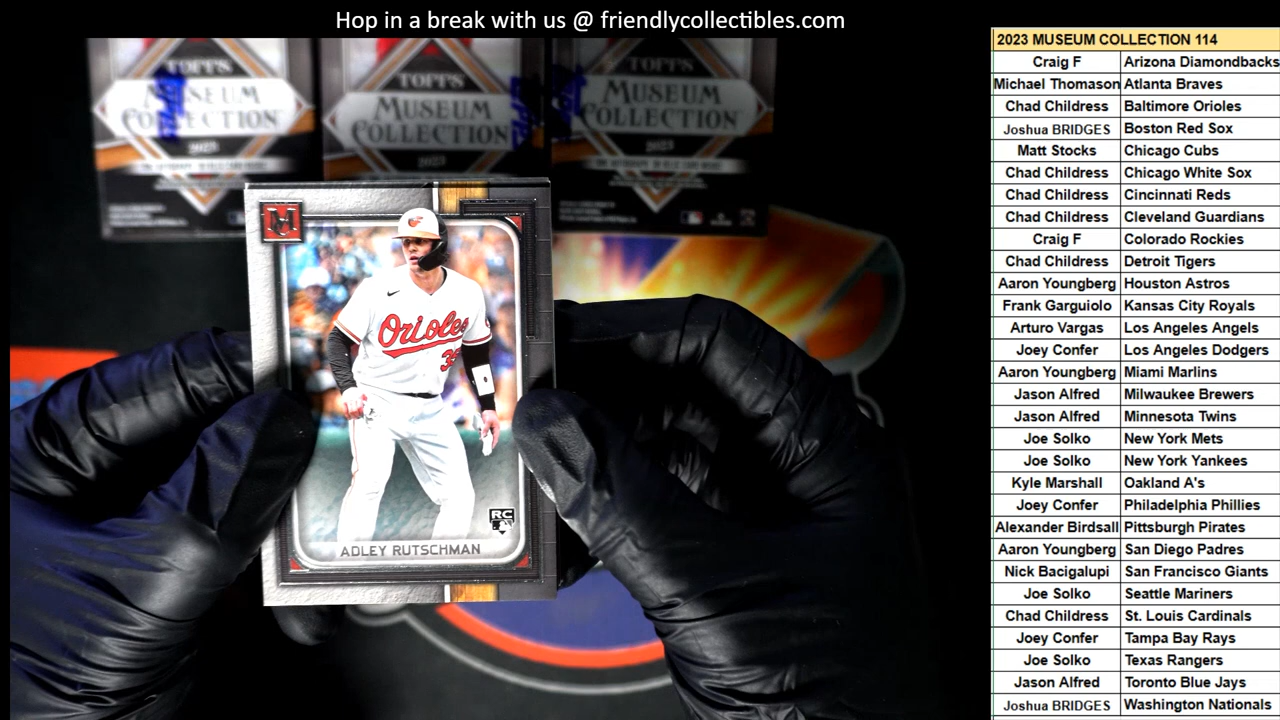 Hop in a break with us @ friendlycollectibles.com
TOPPS
MUSEUM
COLLECTION
2023
TOPPS
MUSEUM
COLLECTION
2023
TOPPS
MUSEUM
COLLECTION
2023
M
Orioles
35
RC
ADLEY RUTSCHMAN
2023 MUSEUM COLLECTION 114
Craig F Arizona Diamondbacks
Michael Thomason Atlanta Braves
Chad Childress Baltimore Orioles
Joshua BRIDGES Boston Red Sox
Matt Stocks Chicago Cubs
Chad Childress Chicago White Sox
Chad Childress Cincinnati Reds
Chad Childress Cleveland Guardians
Craig F Colorado Rockies
Chad Childress Detroit Tigers
Aaron Youngberg Houston Astros
Frank Garguiolo Kansas City Royals
Arturo Vargas Los Angeles Angels
Joey Confer Los Angeles Dodgers
Aaron Youngberg Miami Marlins
Jason Alfred Milwaukee Brewers
Jason Alfred Minnesota Twins
Joe Solko New York Mets
Joe Solko New York Yankees
Kyle Marshall Oakland A's
Joey Confer Philadelphia Phillies
Alexander Birdsall Pittsburgh Pirates
Aaron Youngberg San Diego Padres
Nick Bacigalupi San Francisco Giants
Joe Solko Seattle Mariners
Chad Childress St. Louis Cardinals
Joey Confer Tampa Bay Rays
Joe Solko Texas Rangers
Jason Alfred Toronto Blue Jays
Joshua BRIDGES Washington Nationals